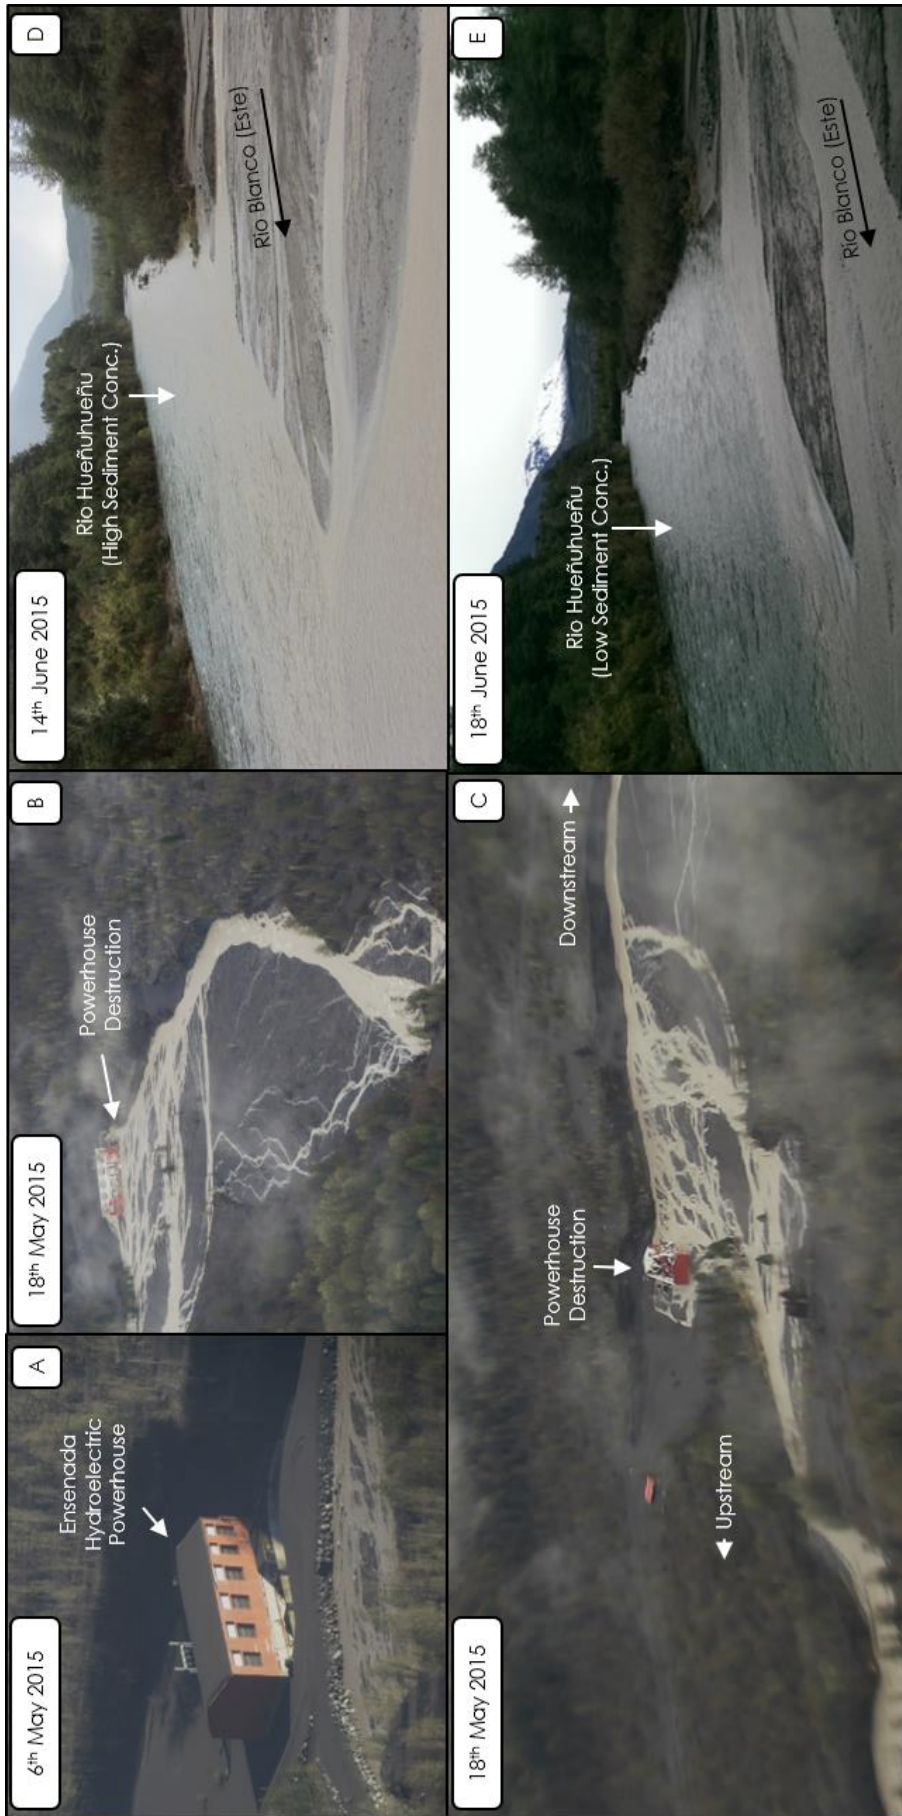 6th May 2015
A
Ensenada
Hydroelectric
Powerhouse
18th May 2015
B
Powerhouse
Destruction
14th June 2015
D
Rio Hueñuhueñu
(High Sediment Conc.)
Rio Blanco (Este)
18th May 2015
C
Powerhouse
Destruction
Upstream
Downstream
18th June 2015
E
Rio Hueñuhueñu
(Low Sediment Conc.)
Rio Blanco (Este)